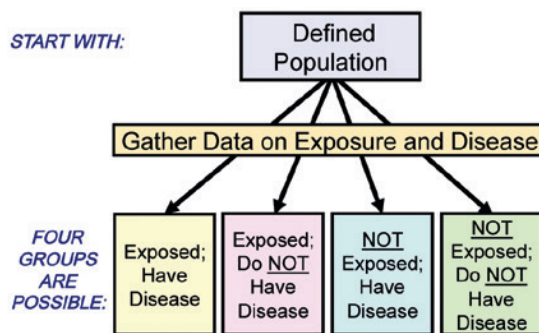 START WITH:
Defined
Population
Gather Data on Exposure and Disease
FOUR
GROUPS
ARE
POSSIBLE:
Exposed;
Have
Disease
Exposed;
Do NOT
Have
Disease
NOT
Exposed;
Have
Disease
NOT
Exposed;
Do NOT
Have
Disease